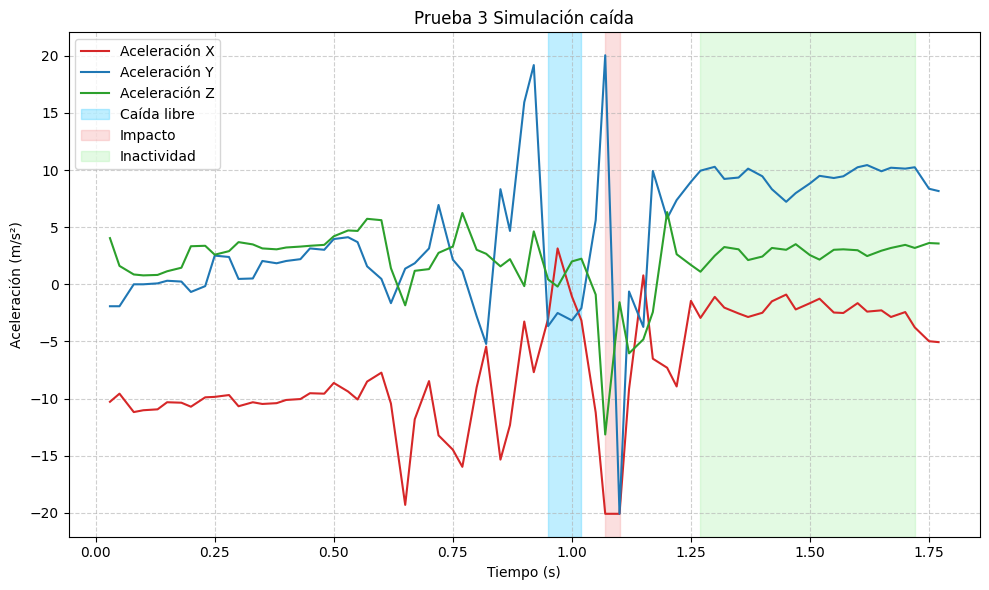 Prueba 3 Simulación caída
Aceleración X
Aceleración Y
Aceleración Z
Caída libre
Impacto
Inactividad
Aceleración (m/s²)
20
15
10
5
0
−5
−10
−15
−20
0.00
0.25
0.50
0.75
1.00
1.25
1.50
1.75
Tiempo (s)